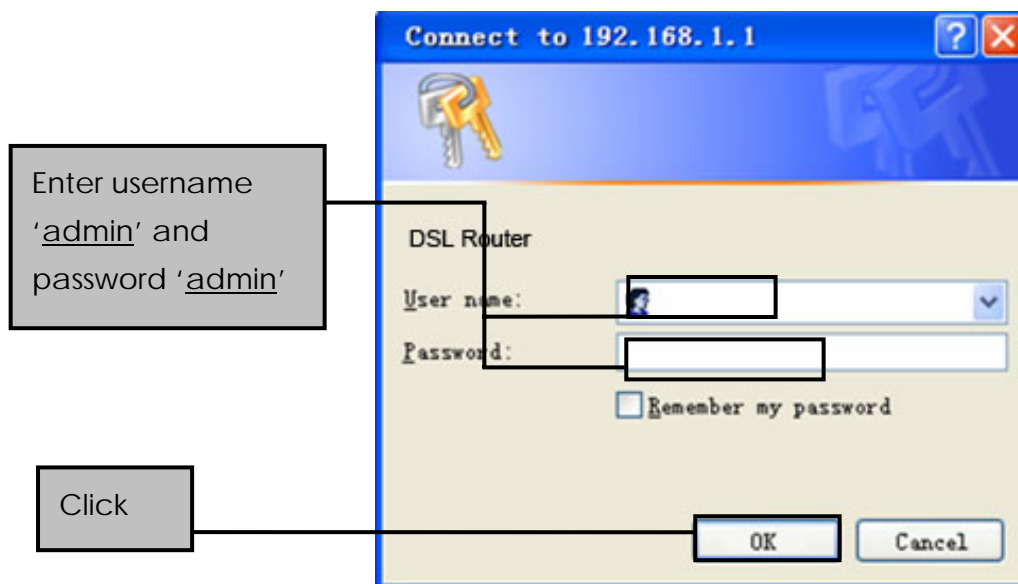 Connect to 192.168.1.1
Enter username
‘admin’ and
password ‘admin’
DSL Router
User name:
Password:
Remember my password
Click
OK
Cancel